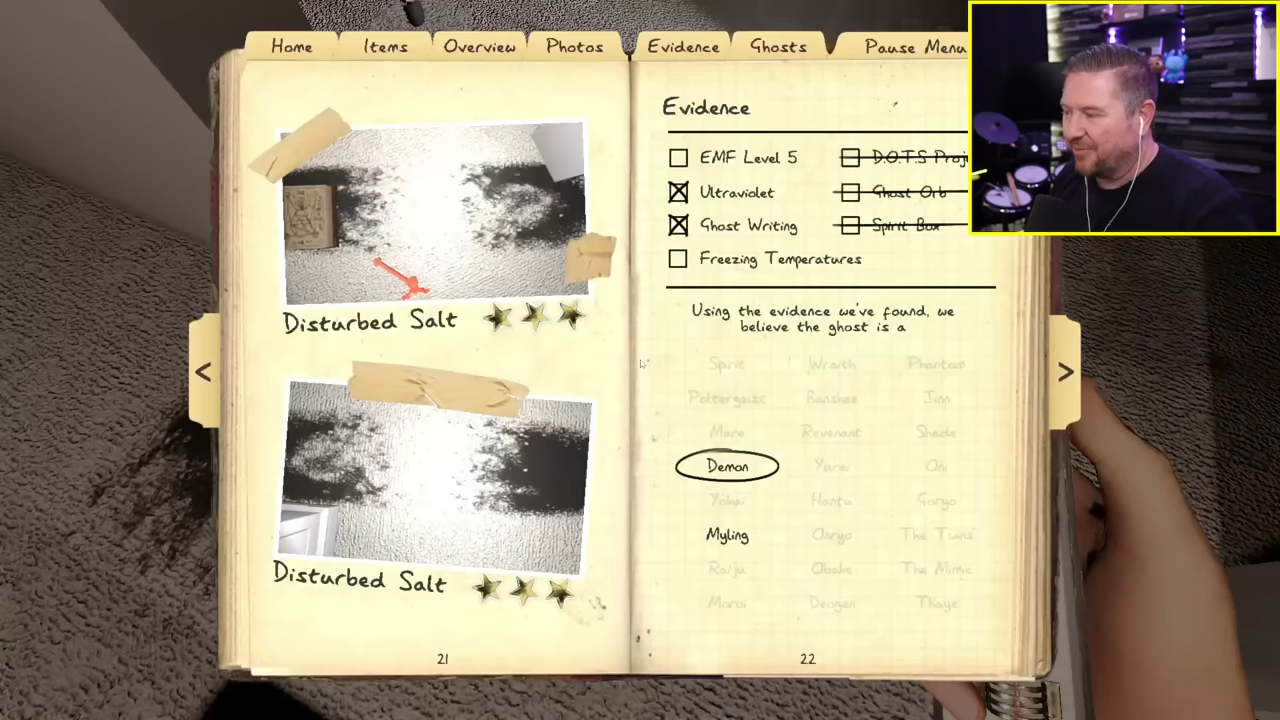 Home Items Overview Photos Evidence Ghosts Pause Menu
Disturbed Salt
Disturbed Salt
21
Evidence
EMF Level 5 D.O.T.S Proj
Ultraviolet Ghost Orb
Ghost Writing Spirit Box
Freezing Temperatures
Using the evidence we've found, we
believe the ghost is a
Spirit Wraith Phantom
Poltergeist Banshee Jinn
Mare Revenant Shade
Demon Yurei Oni
Yokai Hantu Goryo
Myling Onryo The Twins
Raiju Obake The Mimic
Moroi Deogen Thaye
22